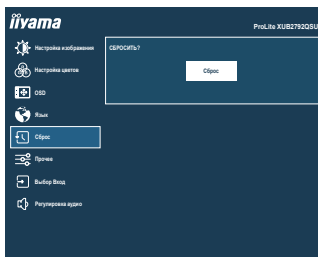 iiyama
ProLite XUB2792QSU
Настройка изображения
СБРОСИТЬ?
Сброс
Настройка цветов
OSD
Язык
Сброс
Прочее
Выбор Вход
Регулировка аудио